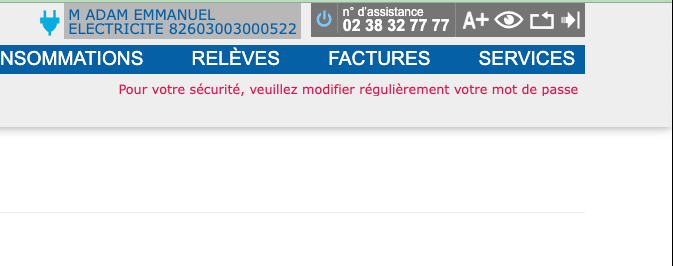 M ADAM EMMANUEL
ELECTRICITE 82603003000522
n° d'assistance
02 38 32 77 77
A+
NSOMMATIONS RELÈVES FACTURES SERVICES
Pour votre sécurité, veuillez modifier régulièrement votre mot de passe